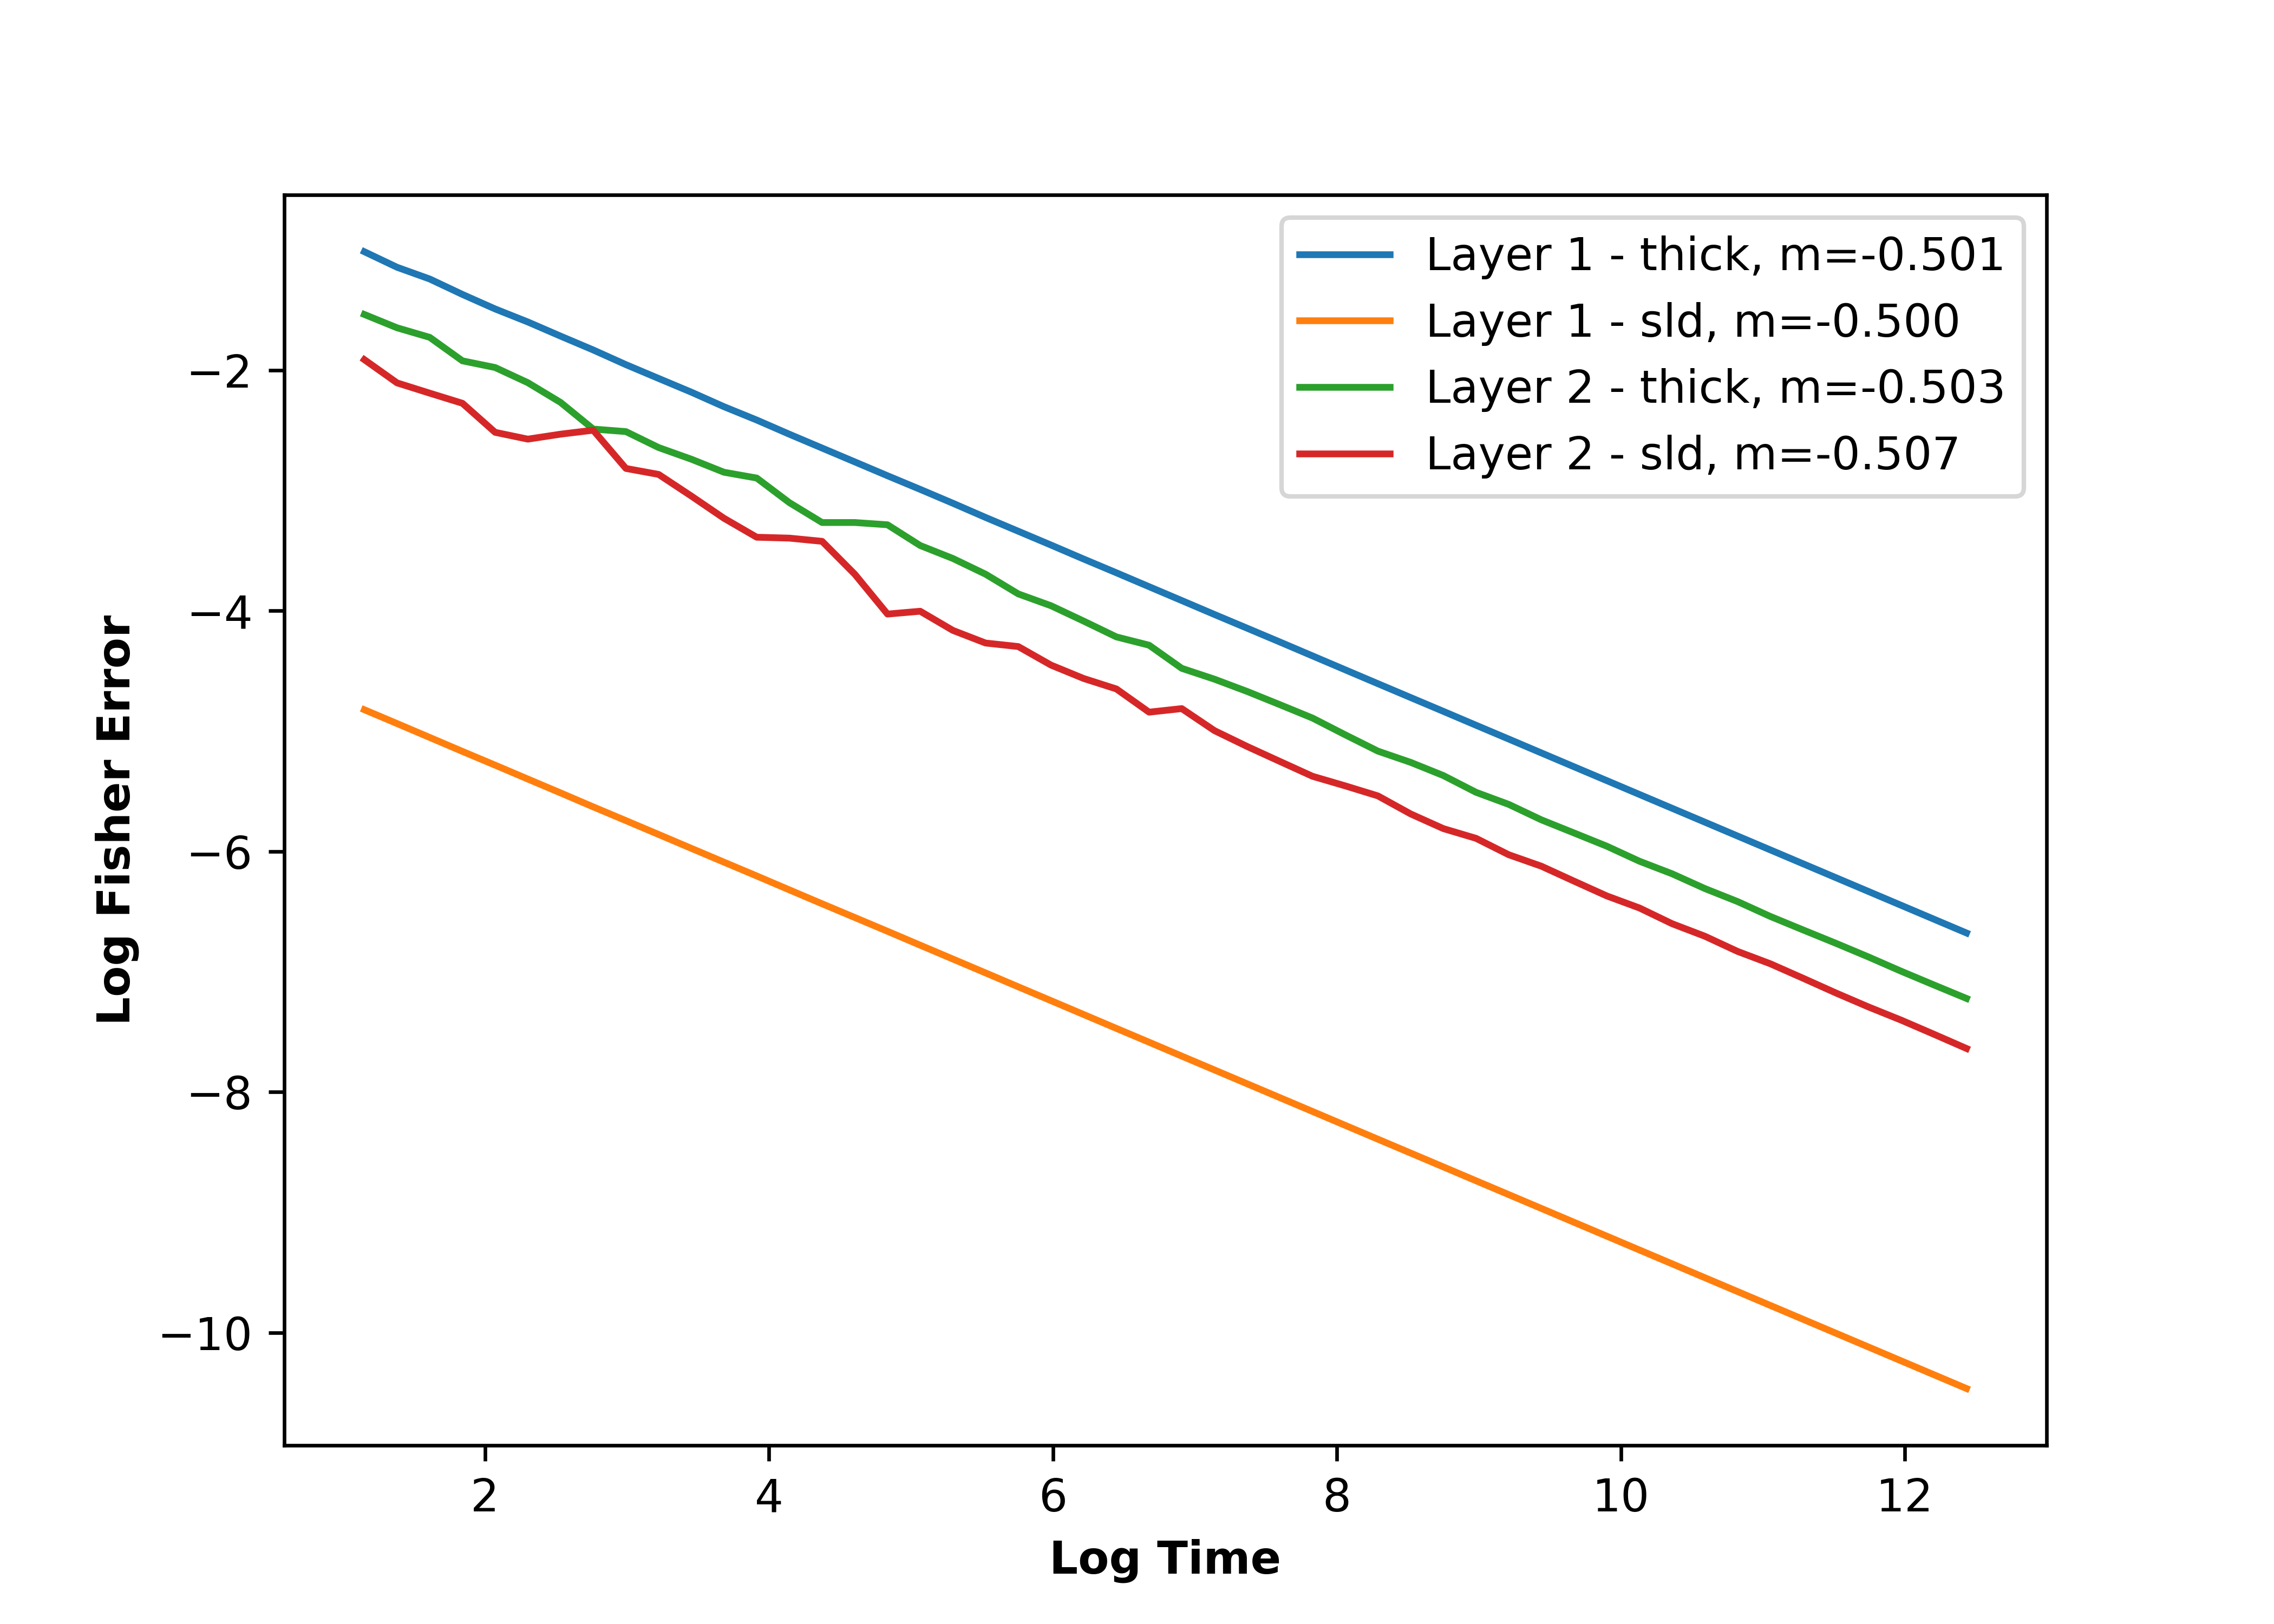 Layer 1 - thick, m=-0.501
Layer 1 - sld, m=-0.500
Layer 2 - thick, m=-0.503
Layer 2 - sld, m=-0.507
Log Fisher Error
−2
−4
−6
−8
−10
2 4 6 8 10 12
Log Time